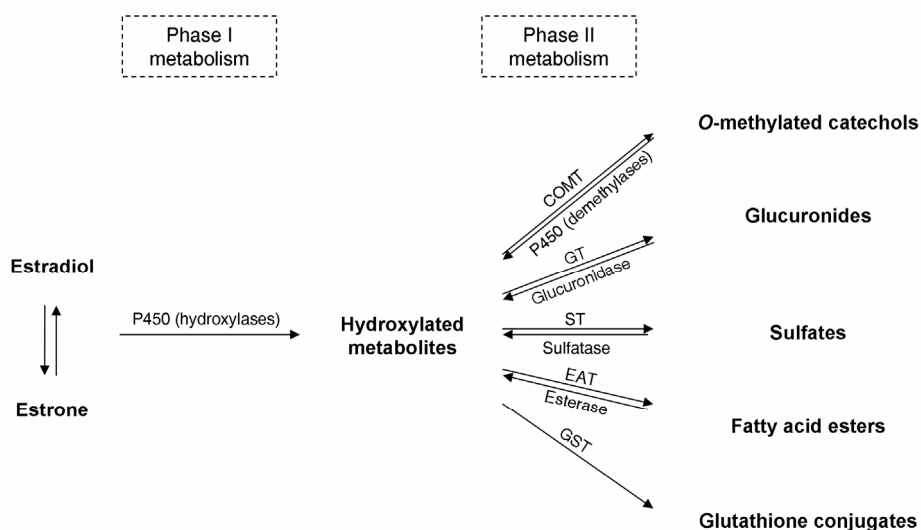 Phase I
metabolism
Phase II
metabolism
O-methylated catechols
COMT
P450 (demethylases)
Glucuronides
GT
Glucuronidase
Estradiol
P450 (hydroxylases)
Hydroxylated
metabolites
ST
Sulfatase
Sulfates
EAT
Esterase
Estrone
Fatty acid esters
GST
Glutathione conjugates